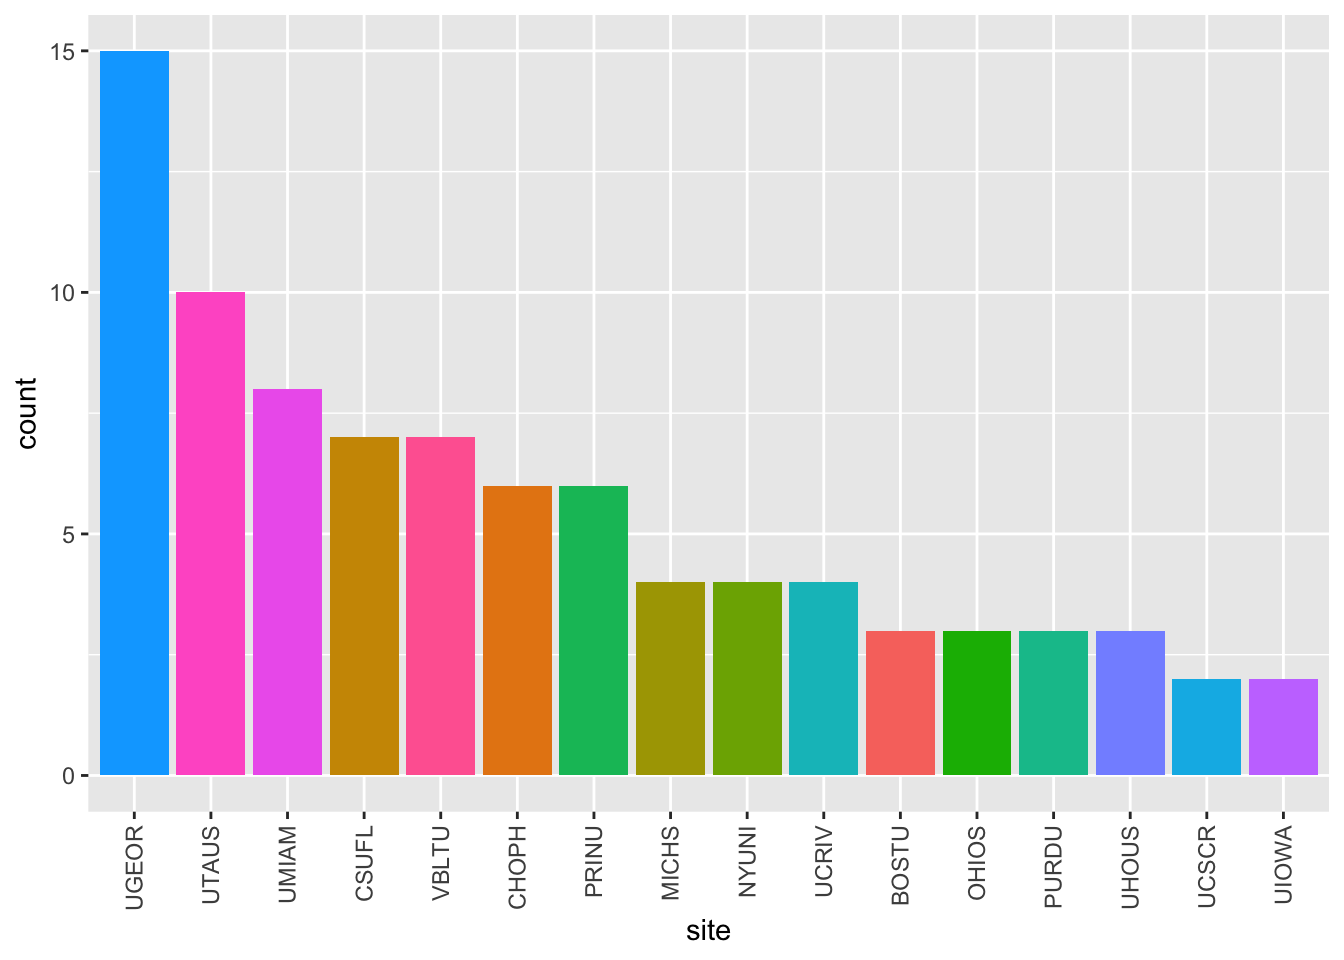 15
10
5
0
count
UGEOR
UTAUS
UMIAM
CSUFL
VBLTU
CHOPH
PRINU
MICHS
NYUNI
UCRIV
BOSTU
OHIOS
PURDU
UHOUS
UCSCR
UIOWA
site